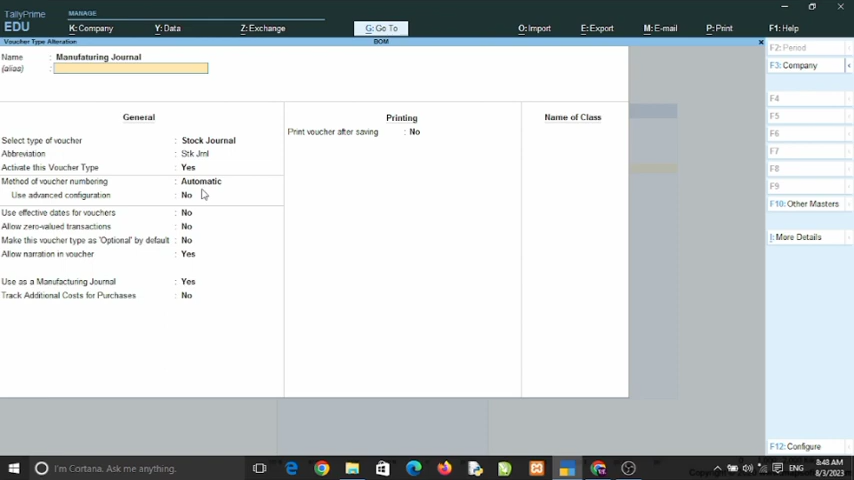 TallyPrime MANAGE
EDU K: Company Y: Data Z: Exchange G: Go To O: Import E: Export M: E-mail P: Print F1: Help
Voucher Type Alteration BOM x
F2: Period
Name : Manufaturing Journal
(alias) :
F3: Company
F4
F5
F6
F7
F8
F9
F10: Other Masters
I: More Details
F12: Configure
General
Select type of voucher : Stock Journal
Abbreviation : Stk Jrnl
Activate this Voucher Type : Yes
Method of voucher numbering : Automatic
Use advanced configuration : No
Use effective dates for vouchers : No
Allow zero-valued transactions : No
Make this voucher type as 'Optional' by default : No
Allow narration in voucher : Yes
Use as a Manufacturing Journal : Yes
Track Additional Costs for Purchases : No
Printing
Print voucher after saving : No
Name of Class
I'm Cortana. Ask me anything.
ENG
8:43 AM
8/3/2023